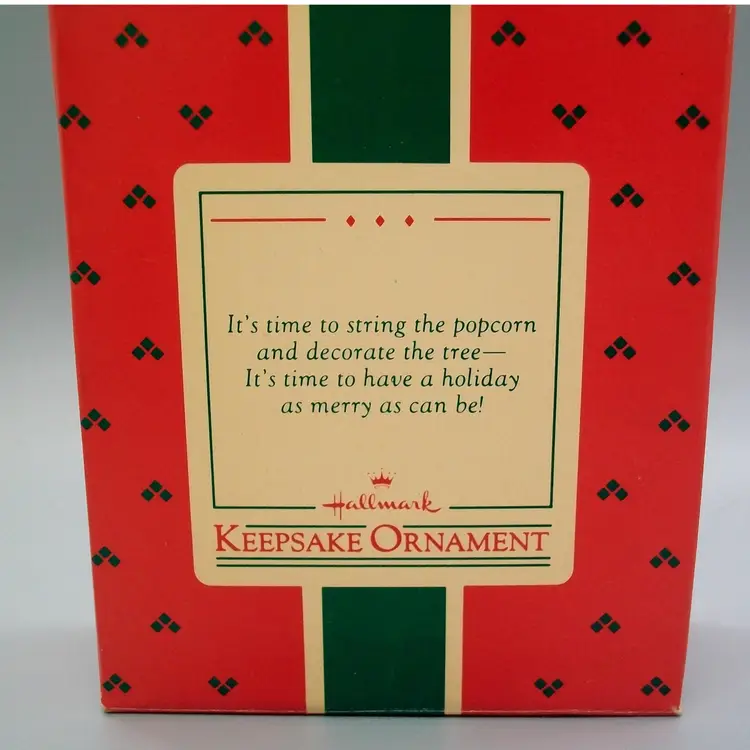 It's time to string the popcorn
and decorate the tree—
It's time to have a holiday
as merry as can be!
Hallmark
KEEPSAKE ORNAMENT